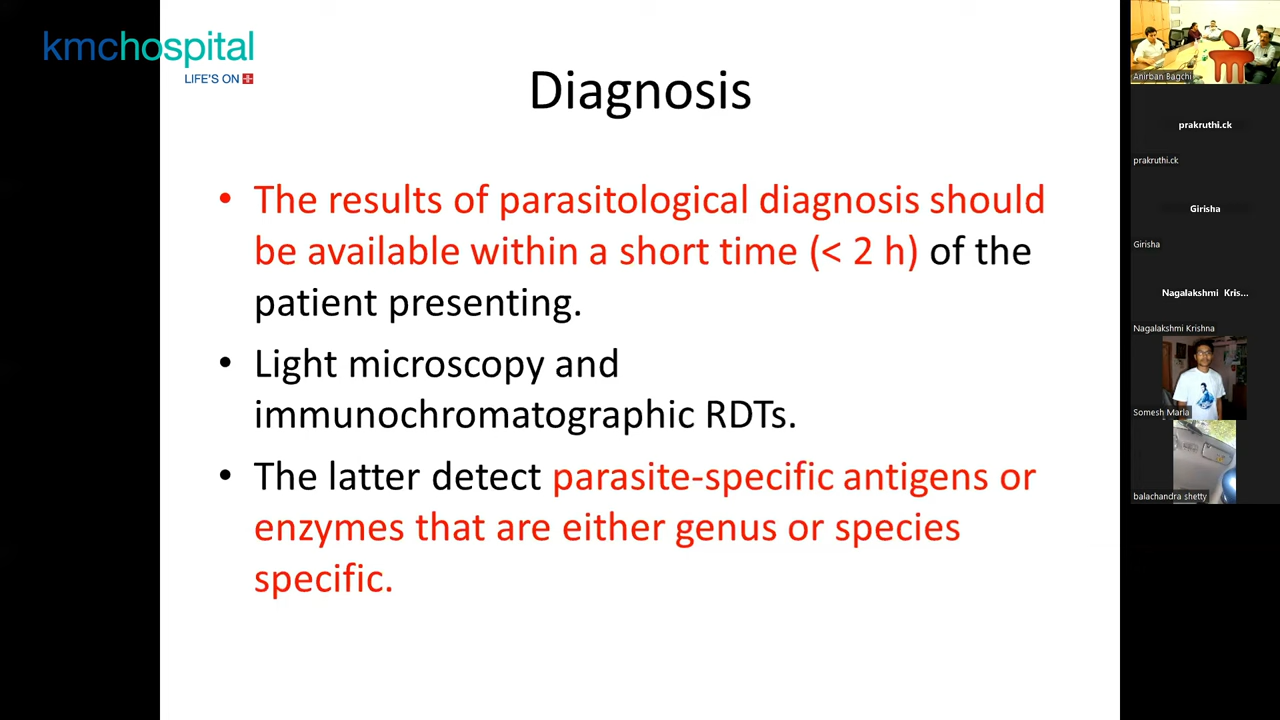 kmchospital
LIFE'S ON
Diagnosis
• The results of parasitological diagnosis should
be available within a short time (< 2 h) of the
patient presenting.
• Light microscopy and
immunochromatographic RDTs.
• The latter detect parasite-specific antigens or
enzymes that are either genus or species
specific.
Anirban Bagchi
prakruthi.ck
prakruthi.ck
Girisha
Girisha
Nagalakshmi Kris...
Nagalakshmi Krishna
Somesh Marla
balachandra shetty